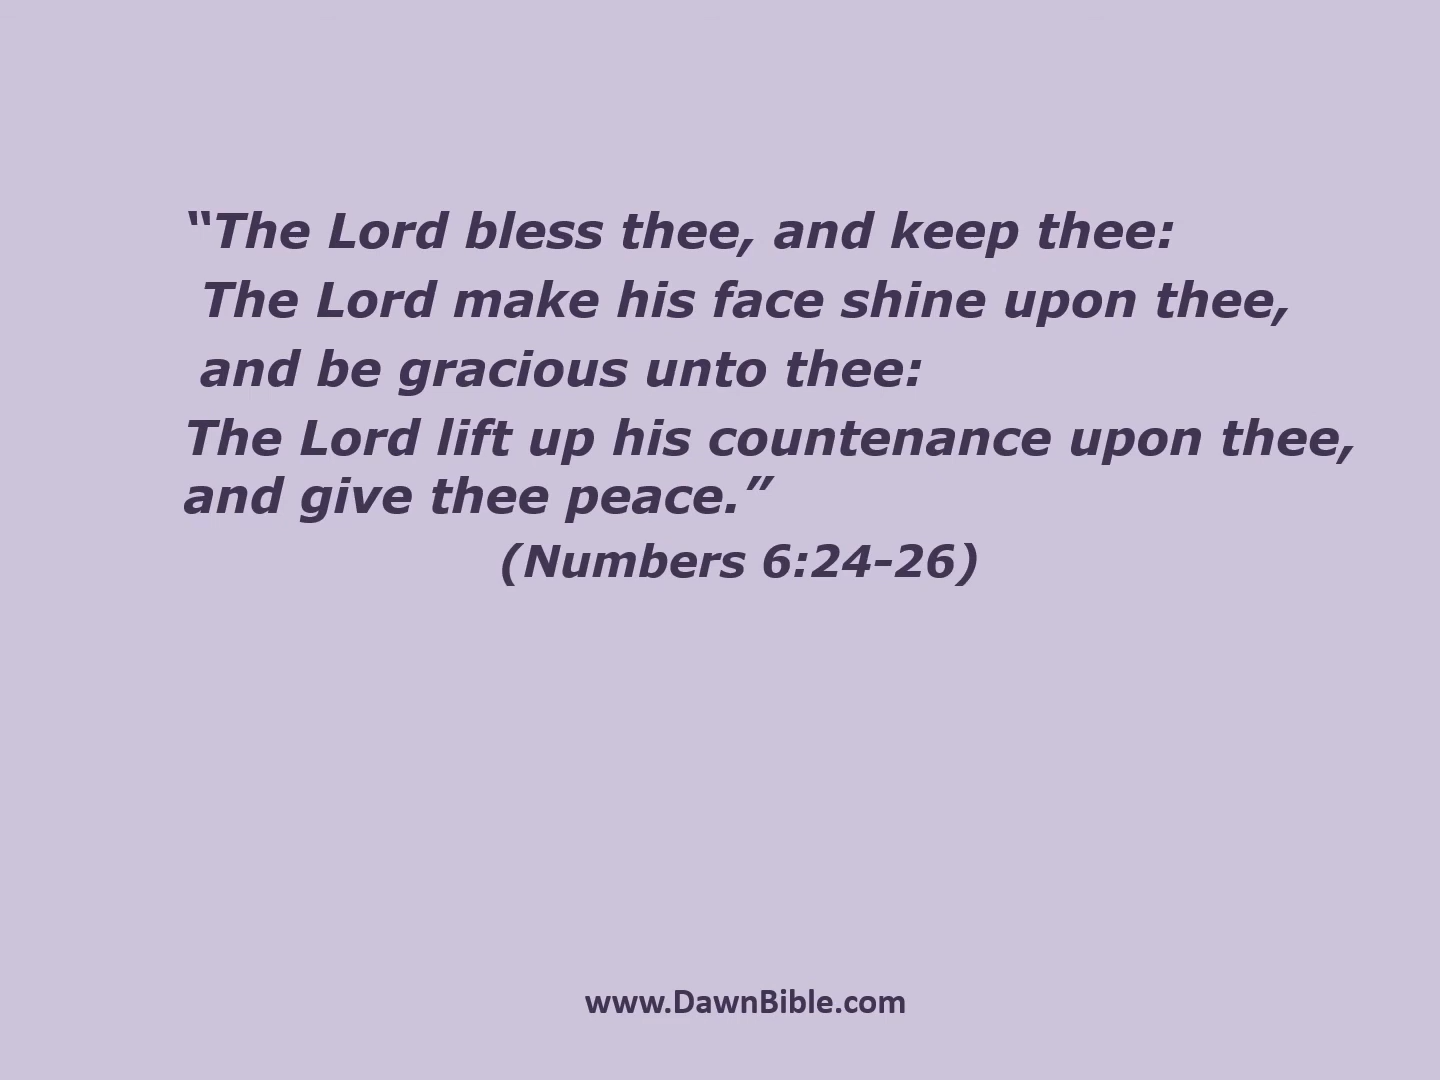 “The Lord bless thee, and keep thee:
The Lord make his face shine upon thee,
and be gracious unto thee:
The Lord lift up his countenance upon thee,
and give thee peace.”
(Numbers 6:24-26)
www.DawnBible.com